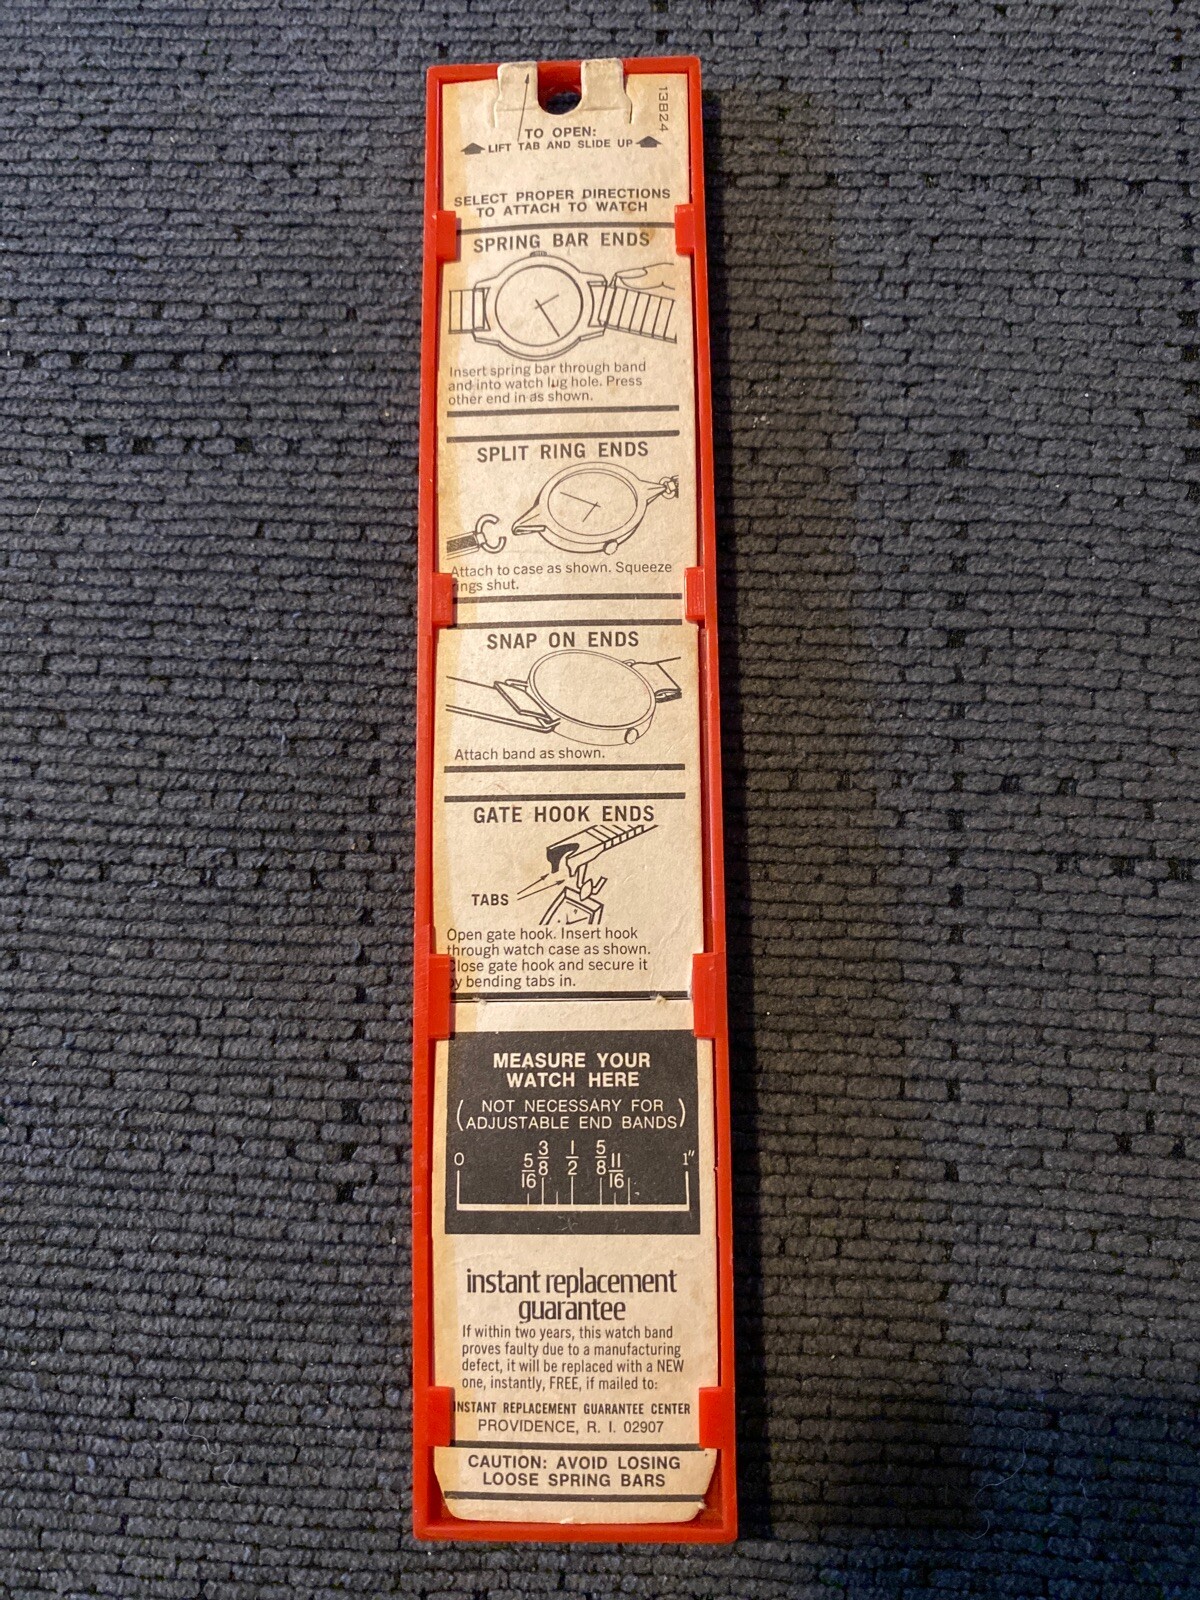 13B24
TO OPEN:
LIFT TAB AND SLIDE UP
SELECT PROPER DIRECTIONS
TO ATTACH TO WATCH
SPRING BAR ENDS
Insert spring bar through band
and into watch lug hole. Press
other end in as shown.
SPLIT RING ENDS
Attach to case as shown. Squeeze
ings shut.
SNAP ON ENDS
Attach band as shown.
GATE HOOK ENDS
TABS
Open gate hook. Insert hook
through watch case as shown.
lose gate hook and secure it
y bending tabs in.
MEASURE YOUR
WATCH HERE
(NOT NECESSARY FOR
ADJUSTABLE END BANDS)
0 5/16 3/8 1/2 5/8 11/16 1"
instant replacement
guarantee
If within two years, this watch band
proves faulty due to a manufacturing
defect, it will be replaced with a NEW
one, instantly, FREE, if mailed to:
INSTANT REPLACEMENT GUARANTEE CENTER
PROVIDENCE, R. I. 02907
CAUTION: AVOID LOSING
LOOSE SPRING BARS